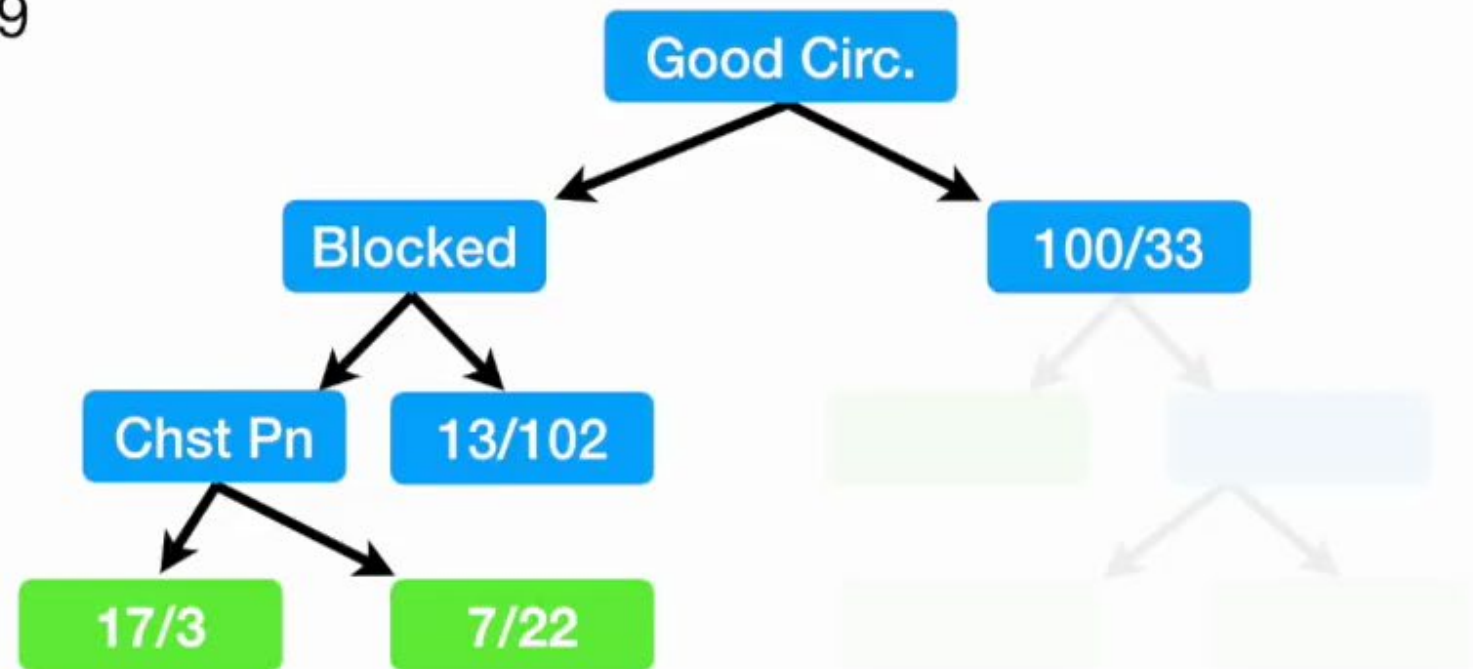 9
Good Circ.
Blocked
100/33
Chst Pn
13/102
17/3
7/22